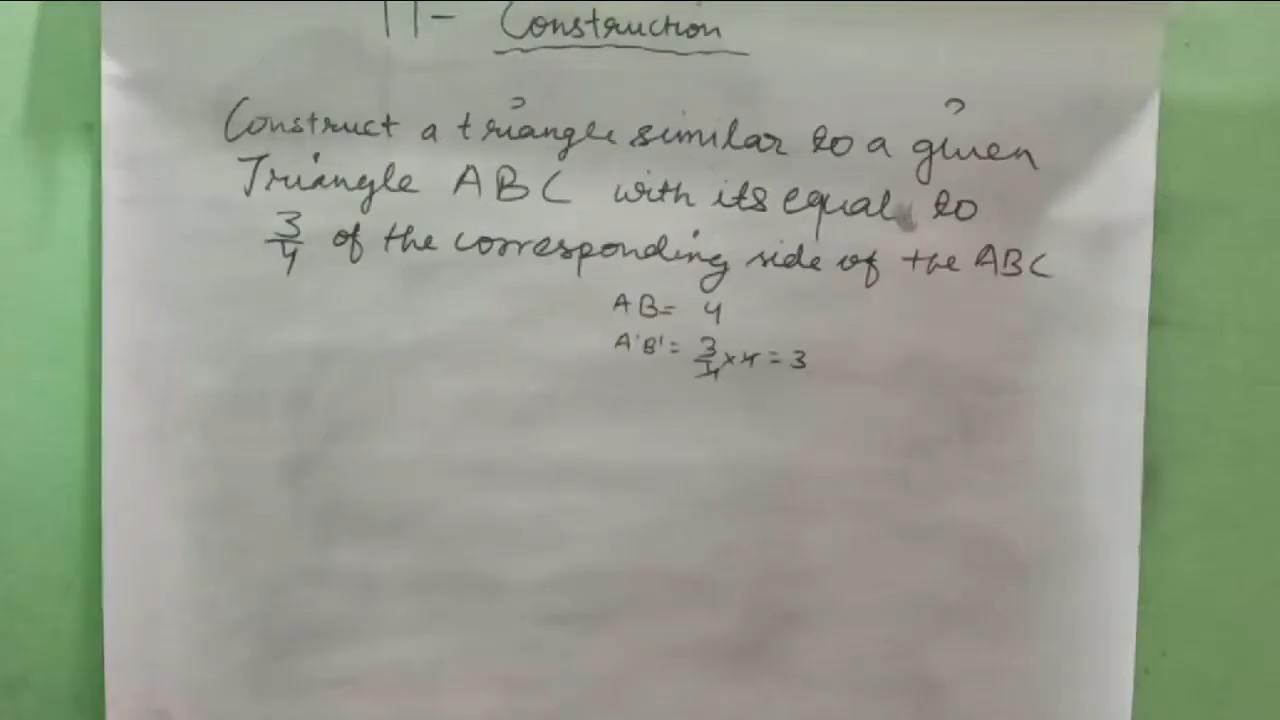 11- Construction
Construct a triangle similar to a given
Triangle ABC with its equal to
3/4 of the corresponding side of the ABC
AB= 4
A'B'= 3/4 x 4 = 3